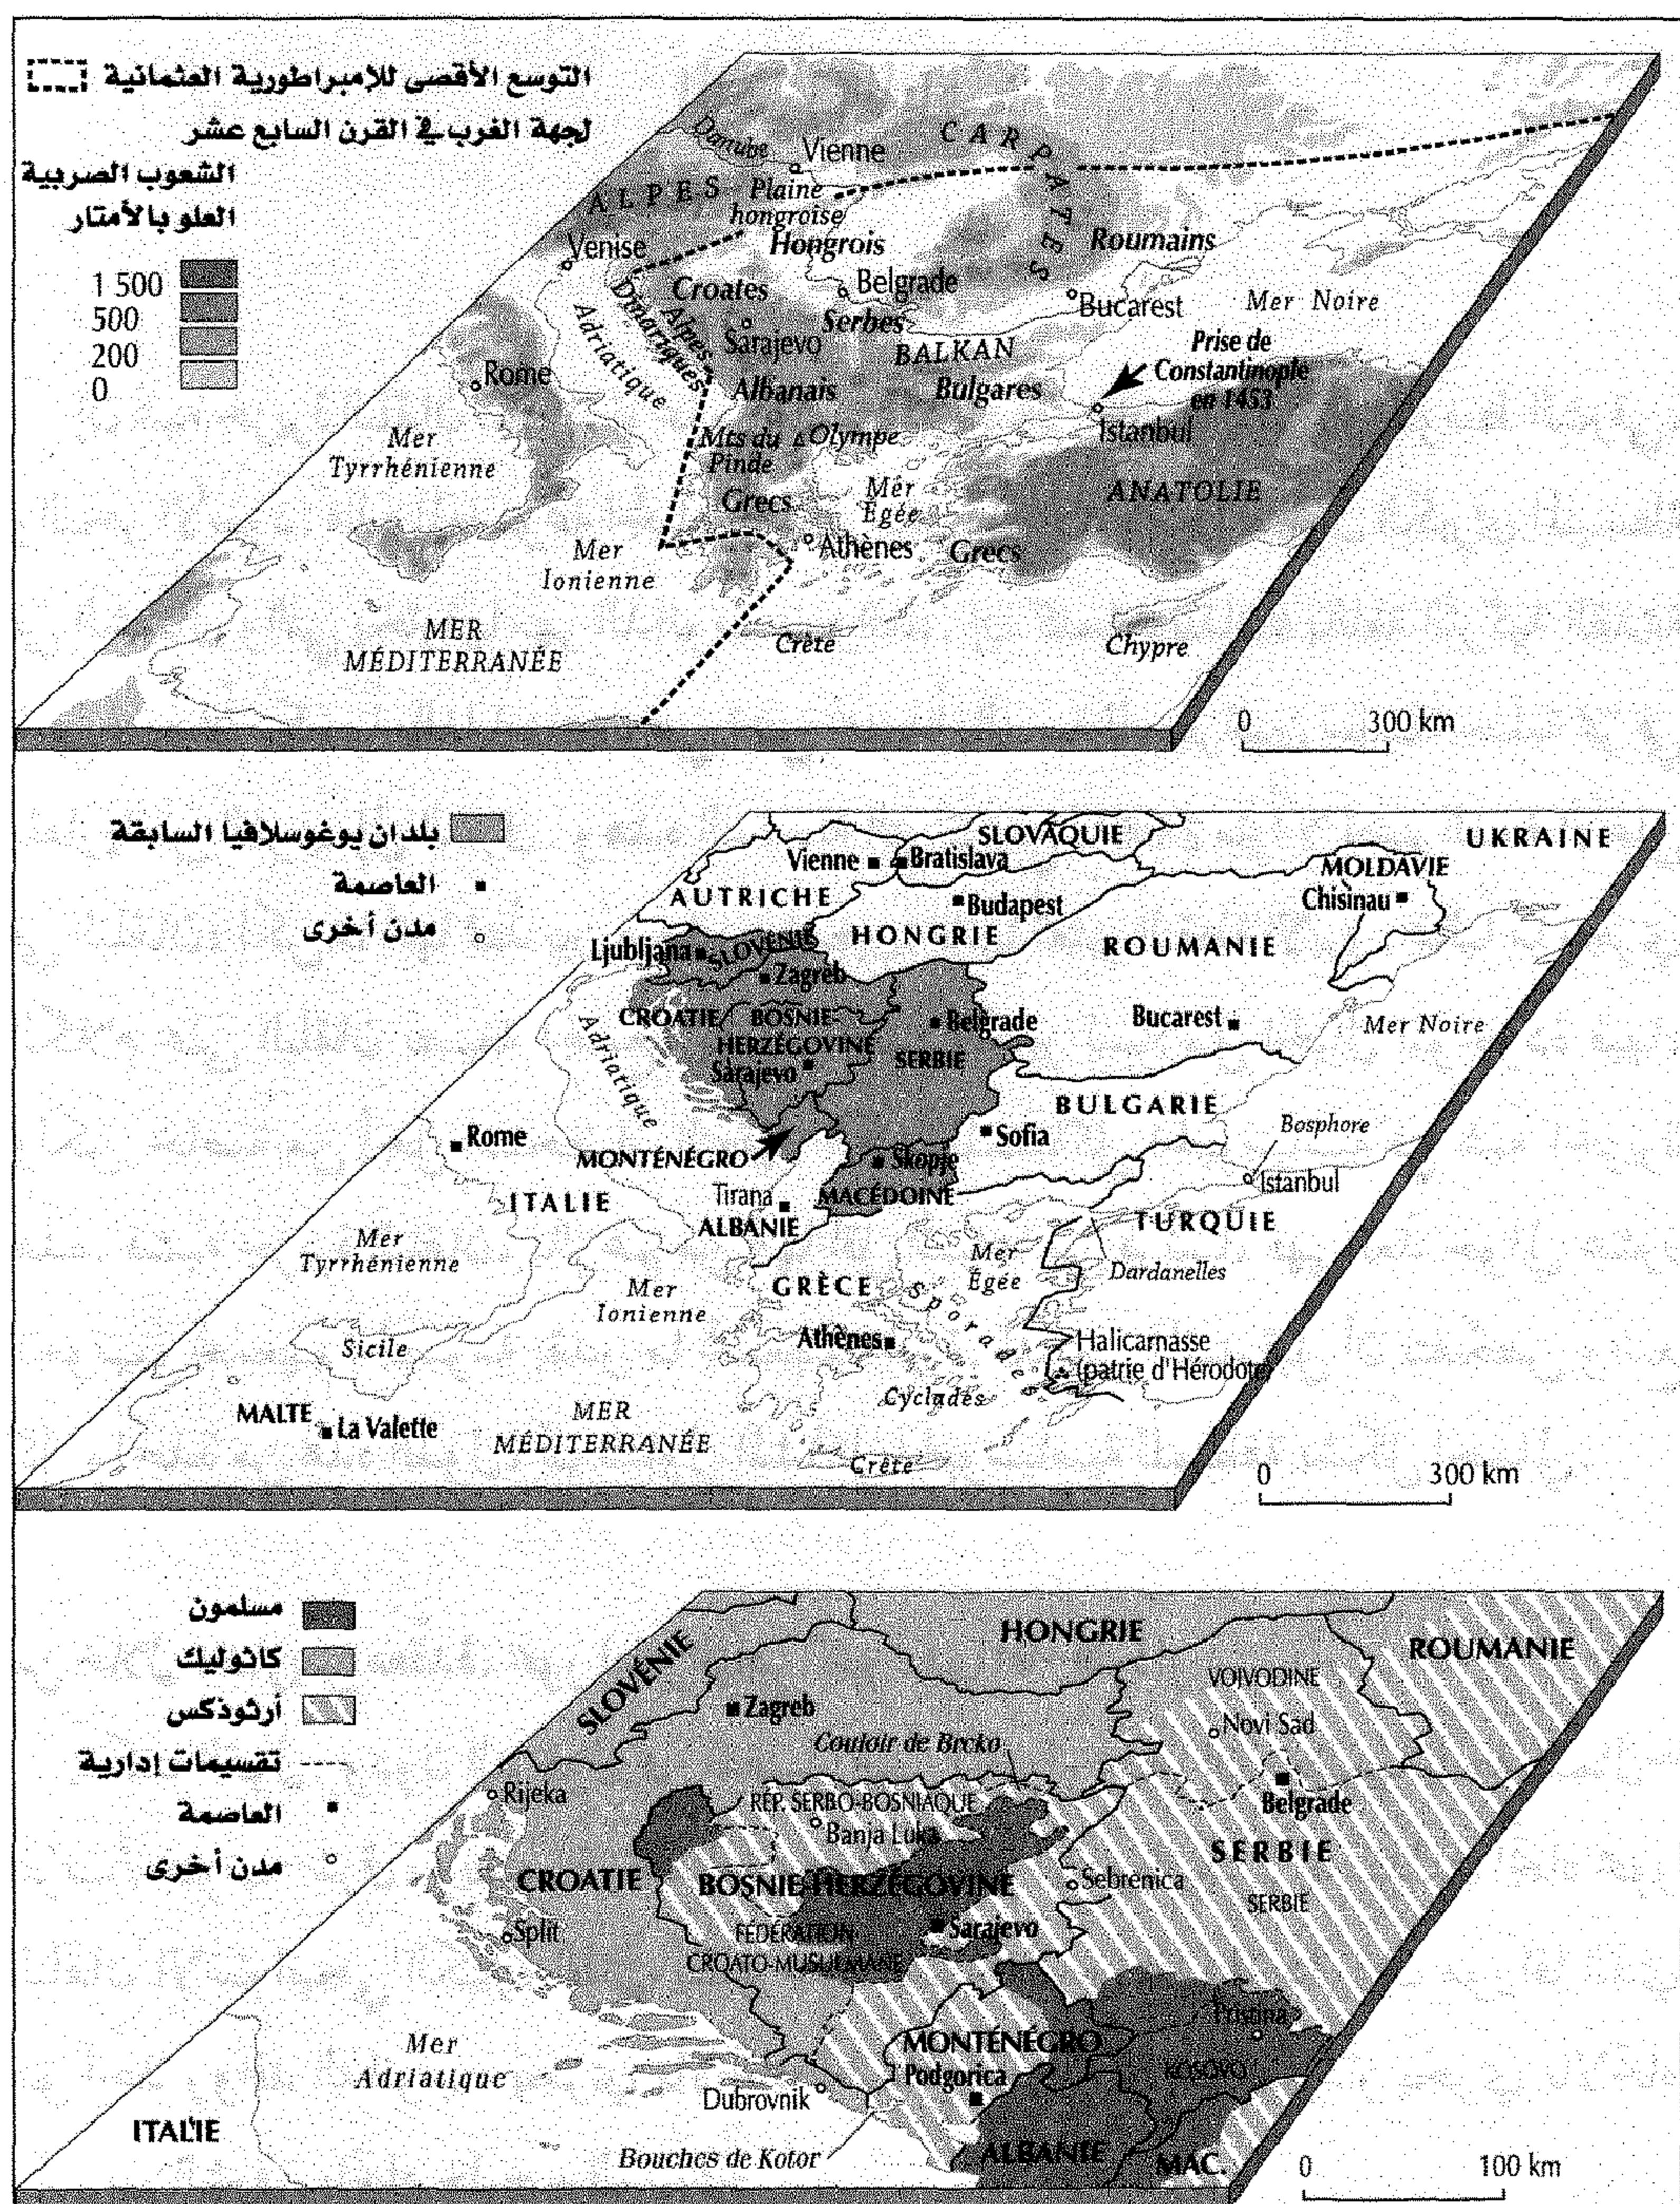 التوسع الأقصى للإمبراطورية العثمانية
لجهة الغرب في القرن السابع عشر
الشعوب الصربية
العلو بالأمتار
1 500
500
200
0
CARPATES
Danube
Vienne
ALPES
Plaine
hongroise
Venise
Hongrois
Roumains
Croates
Belgrade
Bucarest
Mer Noire
Alpes
Dinariques
Adriatique
Serbes
Sarajevo
BALKAN
Prise de
Constantinople
en 1453
Rome
Albanais
Bulgares
Istanbul
Mer
Tyrrhénienne
Mts du
Pinde
Olympe
Grecs
Mer
Égée
ANATOLIE
Mer
Ionienne
Athènes
Grecs
MER
MÉDITERRANÉE
Crète
Chypre
0 300 km
بلدان يوغوسلافيا السابقة
العاصمة
مدن أخرى
SLOVAQUIE
UKRAINE
Vienne
Bratislava
MOLDAVIE
AUTRICHE
Budapest
Chisinau
Ljubljana
SLOVÉNIE
HONGRIE
ROUMANIE
Zagreb
CROATIE
BOSNIE-
HERZÉGOVINE
Belgrade
Bucarest
Mer Noire
Adriatique
Sarajevo
SERBIE
BULGARIE
Bosphore
Rome
Sofia
MONTÉNÉGRO
Skopje
Istanbul
ITALIE
Tirana
MACÉDOINE
ALBANIE
TURQUIE
Mer
Tyrrhénienne
Mer
Égée
Dardanelles
Mer
Ionienne
GRÈCE
Sporades
Sicile
Athènes
Halicarnasse
(patrie d'Hérodote)
Cyclades
MALTE
La Valette
MER
MÉDITERRANÉE
Crète
0 300 km
مسلمون
كاثوليك
أرثوذكس
تقسيمات إدارية
العاصمة
مدن أخرى
HONGRIE
ROUMANIE
SLOVÉNIE
VOIVODINE
Zagreb
Novi Sad
Couloir de Brcko
Rijeka
RÉP. SERBO-BOSNIAQUE
Belgrade
Banja Luka
SERBIE
CROATIE
BOSNIE-HERZÉGOVINE
Sebrenica
SERBIE
Split
FÉDÉRATION
CROATO-MUSULMANE
Sarajevo
Pristina
Mer
Adriatique
MONTÉNÉGRO
KOSOVO
Podgorica
Dubrovnik
ITALIE
Bouches de Kotor
ALBANIE
MAC.
0 100 km